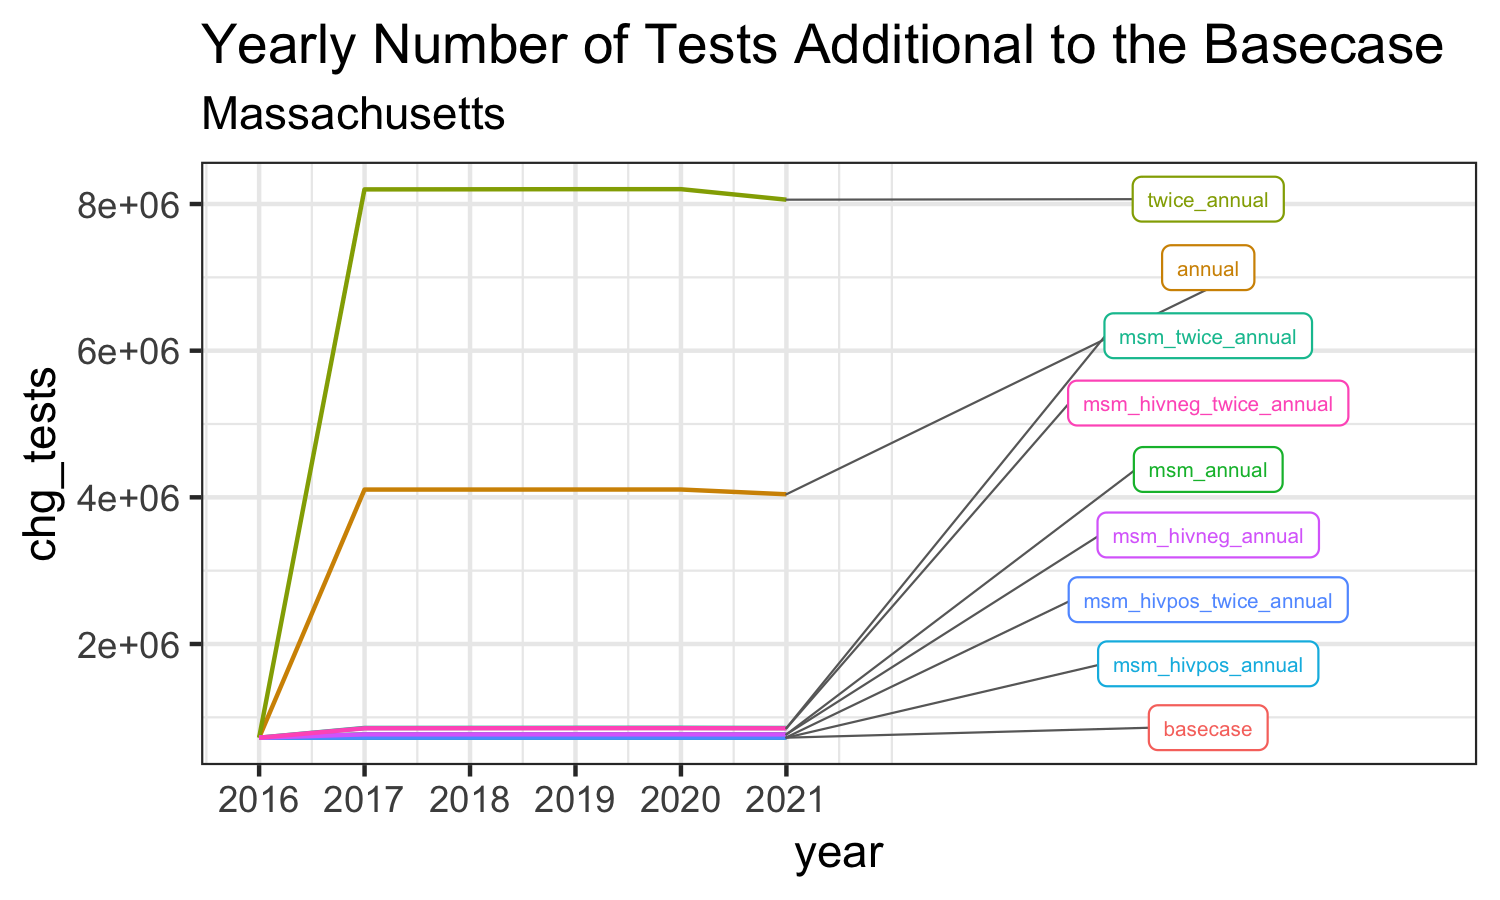 Yearly Number of Tests Additional to the Basecase
Massachusetts
chg_tests
8e+06
6e+06
4e+06
2e+06
twice_annual
annual
msm_twice_annual
msm_hivneg_twice_annual
msm_annual
msm_hivneg_annual
msm_hivpos_twice_annual
msm_hivpos_annual
basecase
2016 2017 2018 2019 2020 2021
year